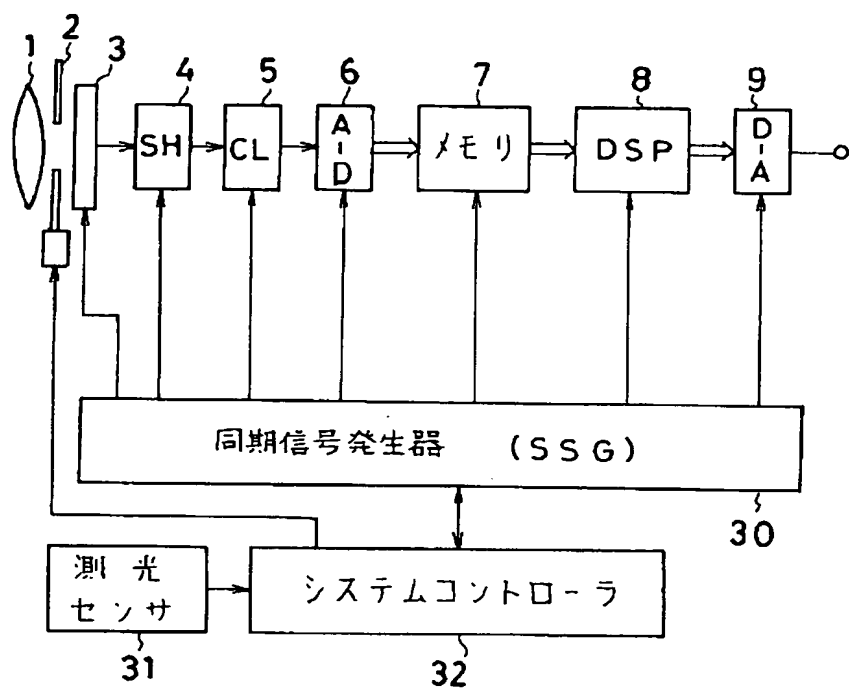 1
2
3
4
5
6
7
8
9
SH
CL
A-D
メモリ
DSP
D-A
同期信号発生器 (SSG)
30
測光
センサ
31
システムコントローラ
32